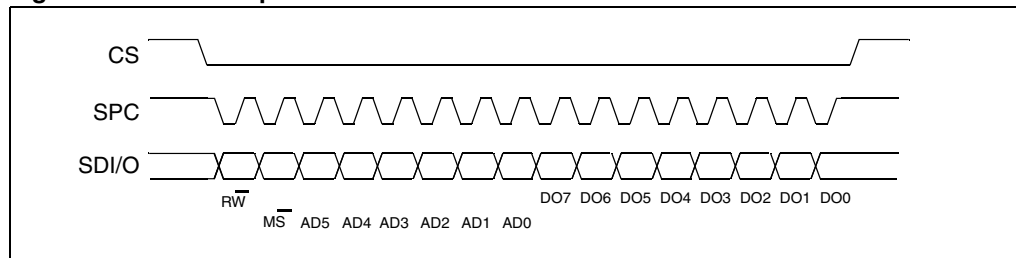 CS
SPC
SDI/O
RW DO7 DO6 DO5 DO4 DO3 DO2 DO1 DO0
MS AD5 AD4 AD3 AD2 AD1 AD0